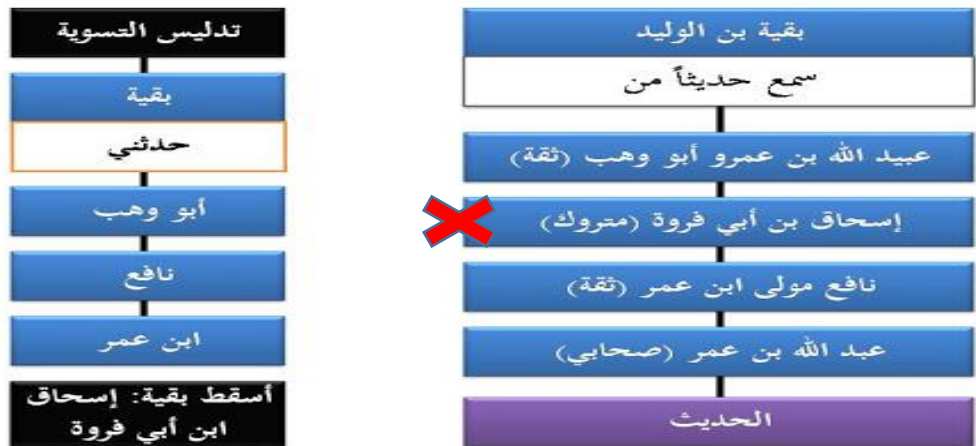 بقية بن الوليد
سمع حديثاً من
عبيد الله بن عمرو أبو وهب (ثقة)
إسحاق بن أبي فروة (متروك)
نافع مولى ابن عمر (ثقة)
عبد الله بن عمر (صحابي)
الحديث
تدليس التسوية
بقية
حدثني
أبو وهب
نافع
ابن عمر
أسقط بقية: إسحاق
ابن أبي فروة